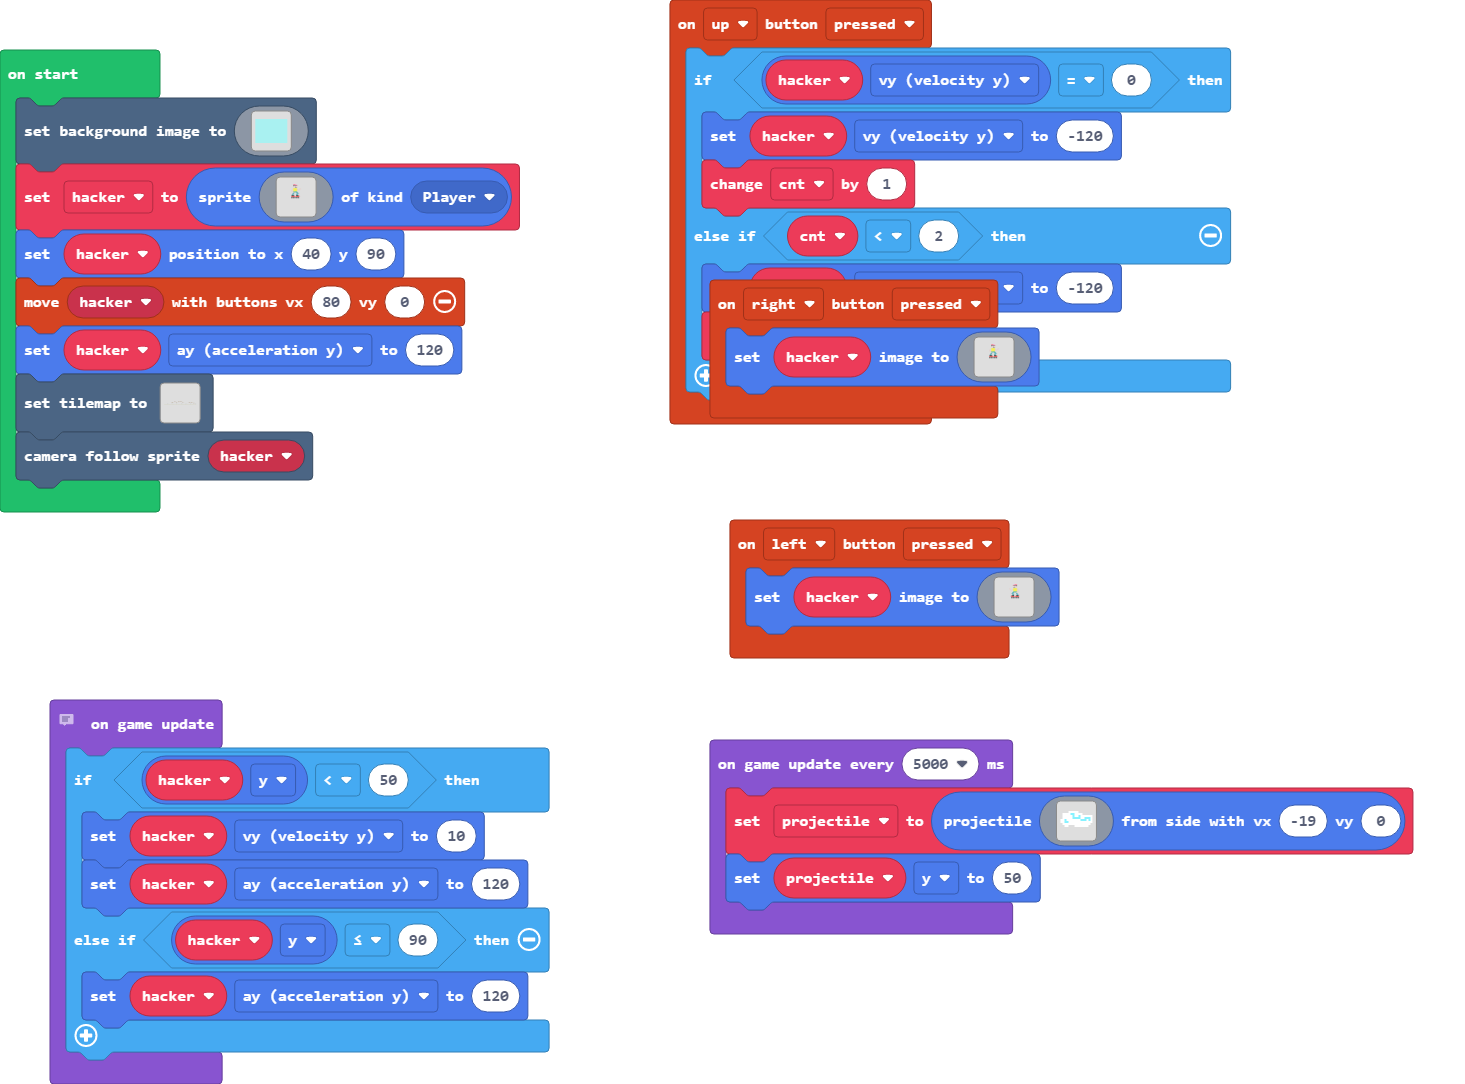 on start
set background image to
set hacker to sprite of kind Player
set hacker position to x 40 y 90
move hacker with buttons vx 80 vy 0
set hacker ay (acceleration y) to 120
set tilemap to
camera follow sprite hacker
on up button pressed
if hacker vy (velocity y) = 0 then
set hacker vy (velocity y) to -120
change cnt by 1
else if cnt < 2 then
to -120
on right button pressed
set hacker image to
on left button pressed
set hacker image to
on game update
if hacker y < 50 then
set hacker vy (velocity y) to 10
set hacker ay (acceleration y) to 120
else if hacker y ≤ 90 then
set hacker ay (acceleration y) to 120
on game update every 5000 ms
set projectile to projectile from side with vx -19 vy 0
set projectile y to 50